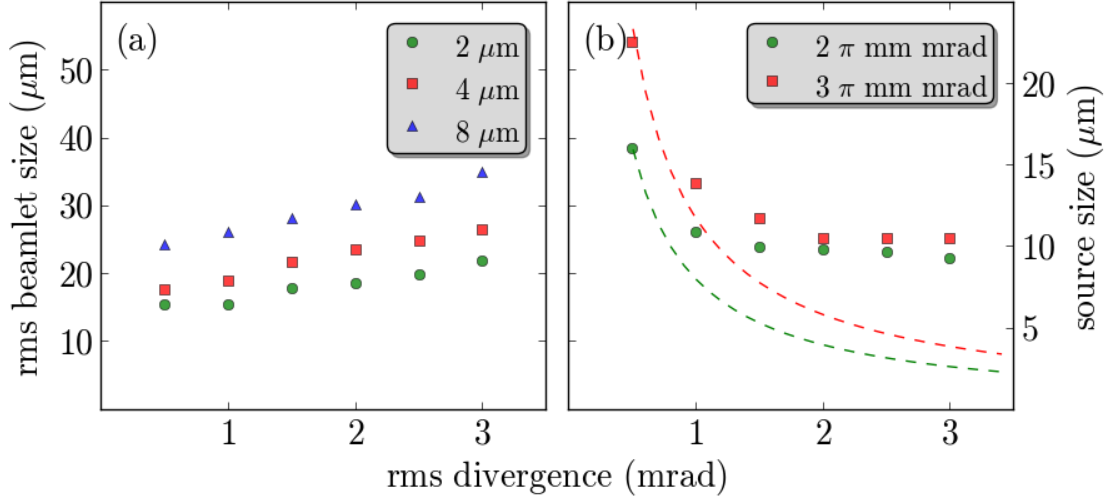 rms beamlet size (μm)
50
40
30
20
10
(a)
2 μm
4 μm
8 μm
1
2
3
(b)
2 π mm mrad
3 π mm mrad
1
2
3
20
15
10
5
source size (μm)
rms divergence (mrad)